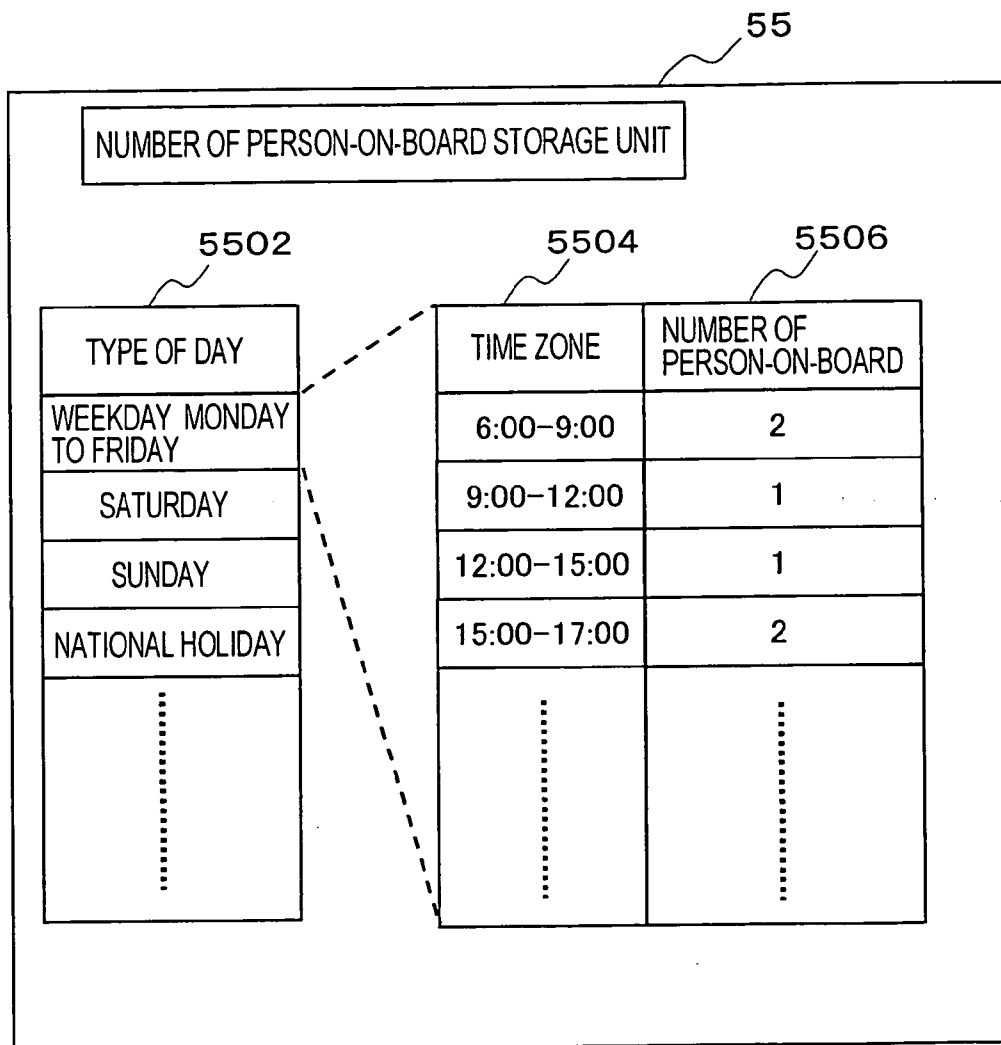 55
NUMBER OF PERSON-ON-BOARD STORAGE UNIT
5502
5504
5506
TYPE OF DAY
WEEKDAY MONDAY
TO FRIDAY
SATURDAY
SUNDAY
NATIONAL HOLIDAY
TIME ZONE
NUMBER OF
PERSON-ON-BOARD
6:00-9:00
2
9:00-12:00
1
12:00-15:00
1
15:00-17:00
2